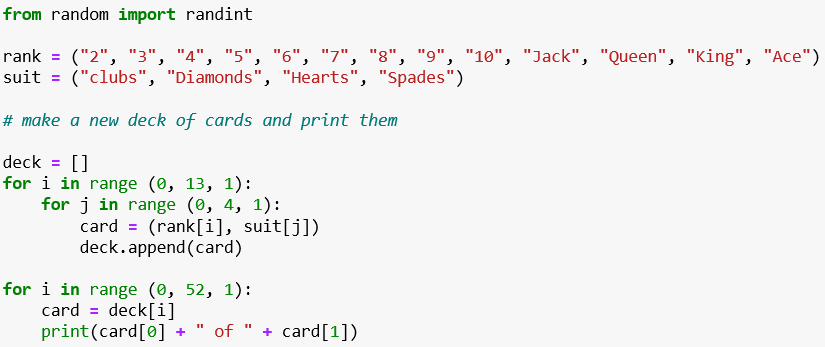 from random import randint
rank = ("2", "3", "4", "5", "6", "7", "8", "9", "10", "Jack", "Queen", "King", "Ace")
suit = ("clubs", "Diamonds", "Hearts", "Spades")
# make a new deck of cards and print them
deck = []
for i in range (0, 13, 1):
    for j in range (0, 4, 1):
        card = (rank[i], suit[j])
        deck.append(card)
for i in range (0, 52, 1):
    card = deck[i]
    print(card[0] + " of " + card[1])